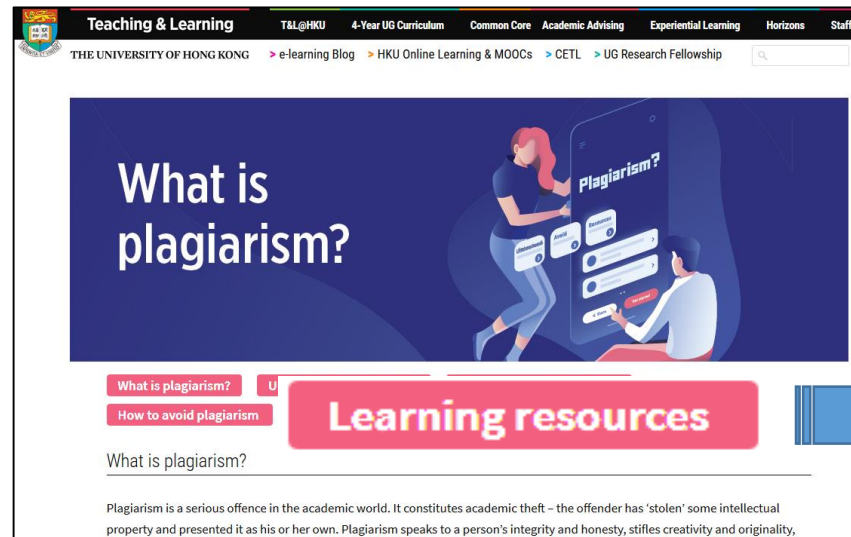 Teaching & Learning
T&L@HKU
4-Year UG Curriculum
Common Core
Academic Advising
Experiential Learning
Horizons
Staff
THE UNIVERSITY OF HONG KONG
> e-learning Blog
> HKU Online Learning & MOOCs
> CETL
> UG Research Fellowship
What is
plagiarism?
Plagiarism?
Avoid
Resources
Share
Get started
What is plagiarism?
U
How to avoid plagiarism
Learning resources
What is plagiarism?
Plagiarism is a serious offence in the academic world. It constitutes academic theft – the offender has ‘stolen’ some intellectual
property and presented it as his or her own. Plagiarism speaks to a person’s integrity and honesty, stifles creativity and originality,